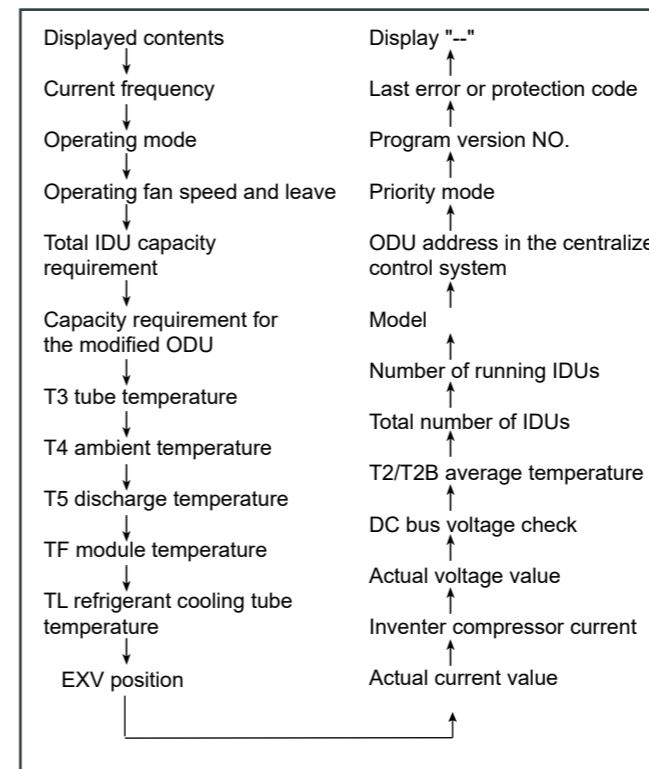 Displayed contents
Current frequency
Operating mode
Operating fan speed and leave
Total IDU capacity
requirement
Capacity requirement for
the modified ODU
T3 tube temperature
T4 ambient temperature
T5 discharge temperature
TF module temperature
TL refrigerant cooling tube
temperature
EXV position
Actual current value
Inventer compressor current
Actual voltage value
DC bus voltage check
T2/T2B average temperature
Total number of IDUs
Number of running IDUs
Model
ODU address in the centralize
control system
Priority mode
Program version NO.
Last error or protection code
Display "--"